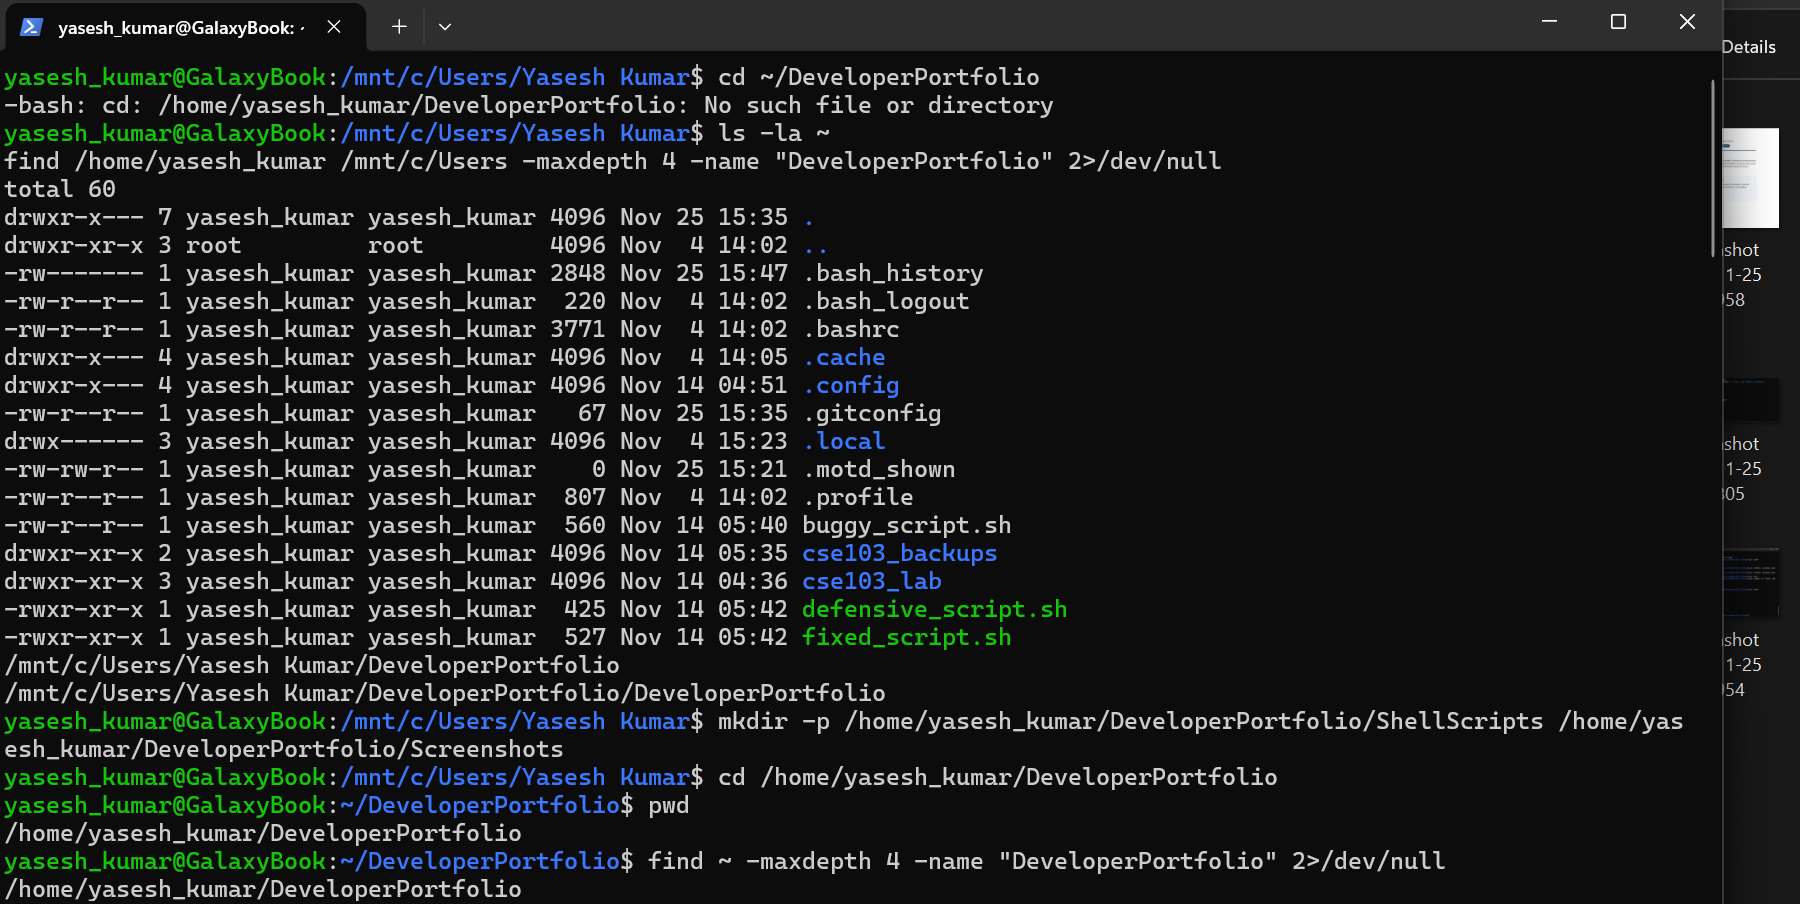 yasesh_kumar@GalaxyBook: ~
Details
yasesh_kumar@GalaxyBook:/mnt/c/Users/Yasesh Kumar$ cd ~/DeveloperPortfolio
-bash: cd: /home/yasesh_kumar/DeveloperPortfolio: No such file or directory
yasesh_kumar@GalaxyBook:/mnt/c/Users/Yasesh Kumar$ ls -la ~
find /home/yasesh_kumar /mnt/c/Users -maxdepth 4 -name "DeveloperPortfolio" 2>/dev/null
total 60
drwxr-x--- 7 yasesh_kumar yasesh_kumar 4096 Nov 25 15:35 .
drwxr-xr-x 3 root         root         4096 Nov  4 14:02 ..
-rw------- 1 yasesh_kumar yasesh_kumar 2848 Nov 25 15:47 .bash_history
-rw-r--r-- 1 yasesh_kumar yasesh_kumar  220 Nov  4 14:02 .bash_logout
-rw-r--r-- 1 yasesh_kumar yasesh_kumar 3771 Nov  4 14:02 .bashrc
drwxr-x--- 4 yasesh_kumar yasesh_kumar 4096 Nov  4 14:05 .cache
drwxr-x--- 4 yasesh_kumar yasesh_kumar 4096 Nov 14 04:51 .config
-rw-r--r-- 1 yasesh_kumar yasesh_kumar   67 Nov 25 15:35 .gitconfig
drwx------ 3 yasesh_kumar yasesh_kumar 4096 Nov  4 15:23 .local
-rw-rw-r-- 1 yasesh_kumar yasesh_kumar    0 Nov 25 15:21 .motd_shown
-rw-r--r-- 1 yasesh_kumar yasesh_kumar  807 Nov  4 14:02 .profile
-rw-r--r-- 1 yasesh_kumar yasesh_kumar  560 Nov 14 05:40 buggy_script.sh
drwxr-xr-x 2 yasesh_kumar yasesh_kumar 4096 Nov 14 05:35 cse103_backups
drwxr-xr-x 3 yasesh_kumar yasesh_kumar 4096 Nov 14 04:36 cse103_lab
-rwxr-xr-x 1 yasesh_kumar yasesh_kumar  425 Nov 14 05:42 defensive_script.sh
-rwxr-xr-x 1 yasesh_kumar yasesh_kumar  527 Nov 14 05:42 fixed_script.sh
/mnt/c/Users/Yasesh Kumar/DeveloperPortfolio
/mnt/c/Users/Yasesh Kumar/DeveloperPortfolio/DeveloperPortfolio
yasesh_kumar@GalaxyBook:/mnt/c/Users/Yasesh Kumar$ mkdir -p /home/yasesh_kumar/DeveloperPortfolio/ShellScripts /home/yas
esh_kumar/DeveloperPortfolio/Screenshots
yasesh_kumar@GalaxyBook:/mnt/c/Users/Yasesh Kumar$ cd /home/yasesh_kumar/DeveloperPortfolio
yasesh_kumar@GalaxyBook:~/DeveloperPortfolio$ pwd
/home/yasesh_kumar/DeveloperPortfolio
yasesh_kumar@GalaxyBook:~/DeveloperPortfolio$ find ~ -maxdepth 4 -name "DeveloperPortfolio" 2>/dev/null
/home/yasesh_kumar/DeveloperPortfolio
shot
1-25
958
shot
1-25
305
shot
1-25
954